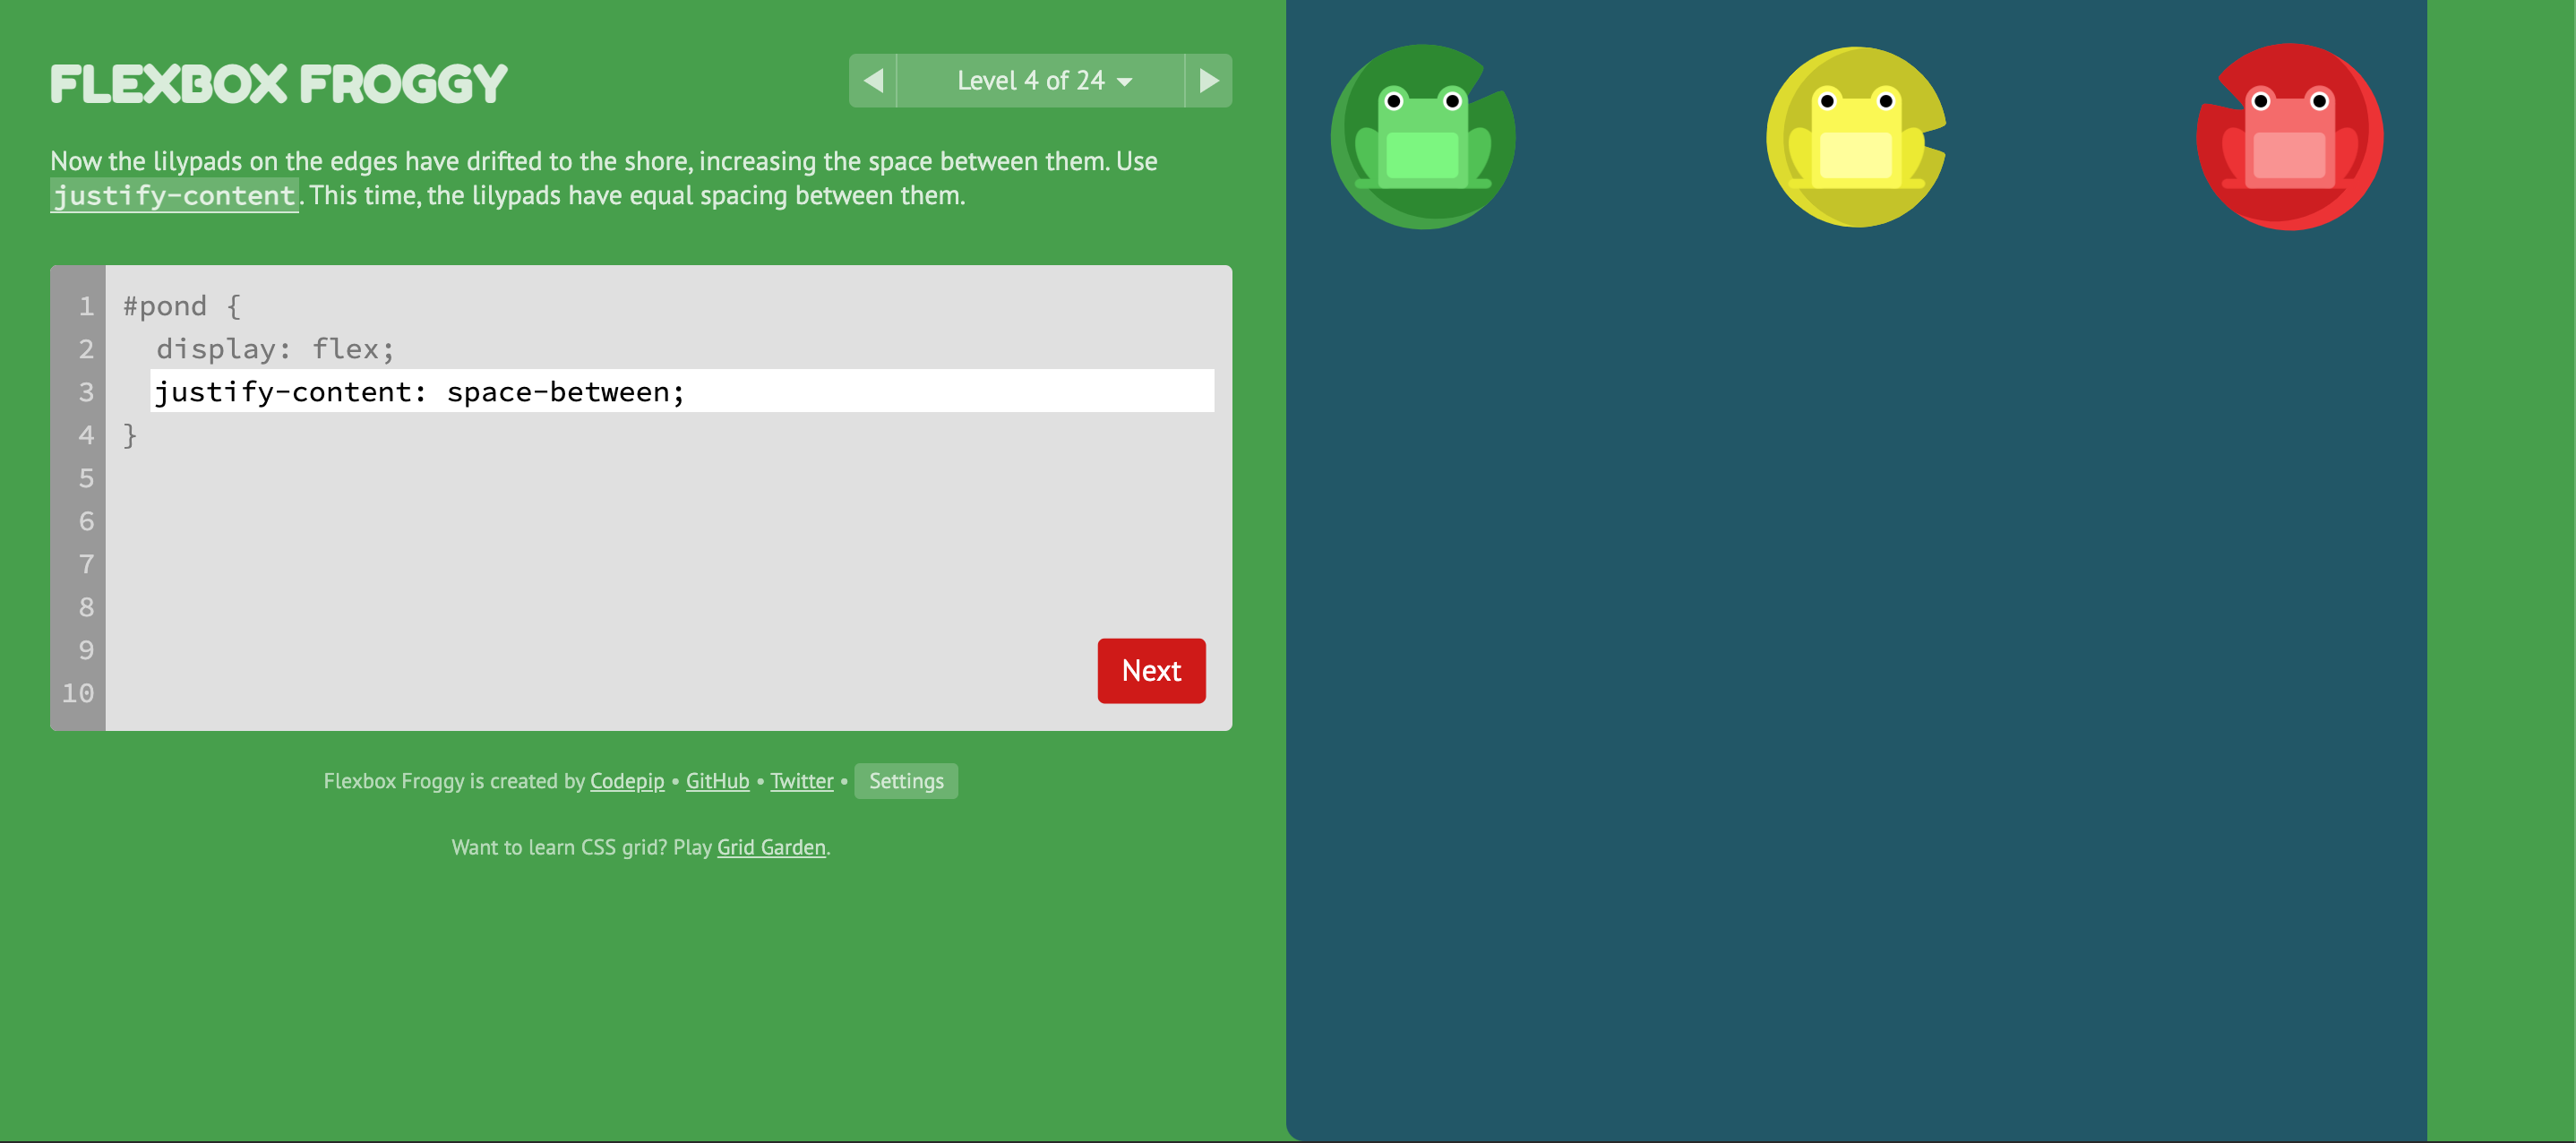 FLEXBOX FROGGY
Level 4 of 24
Now the lilypads on the edges have drifted to the shore, increasing the space between them. Use
justify-content. This time, the lilypads have equal spacing between them.
1 #pond {
2 display: flex;
3 justify-content: space-between;
4 }
5
6
7
8
9
10
Next
Flexbox Froggy is created by Codepip • GitHub • Twitter • Settings
Want to learn CSS grid? Play Grid Garden.